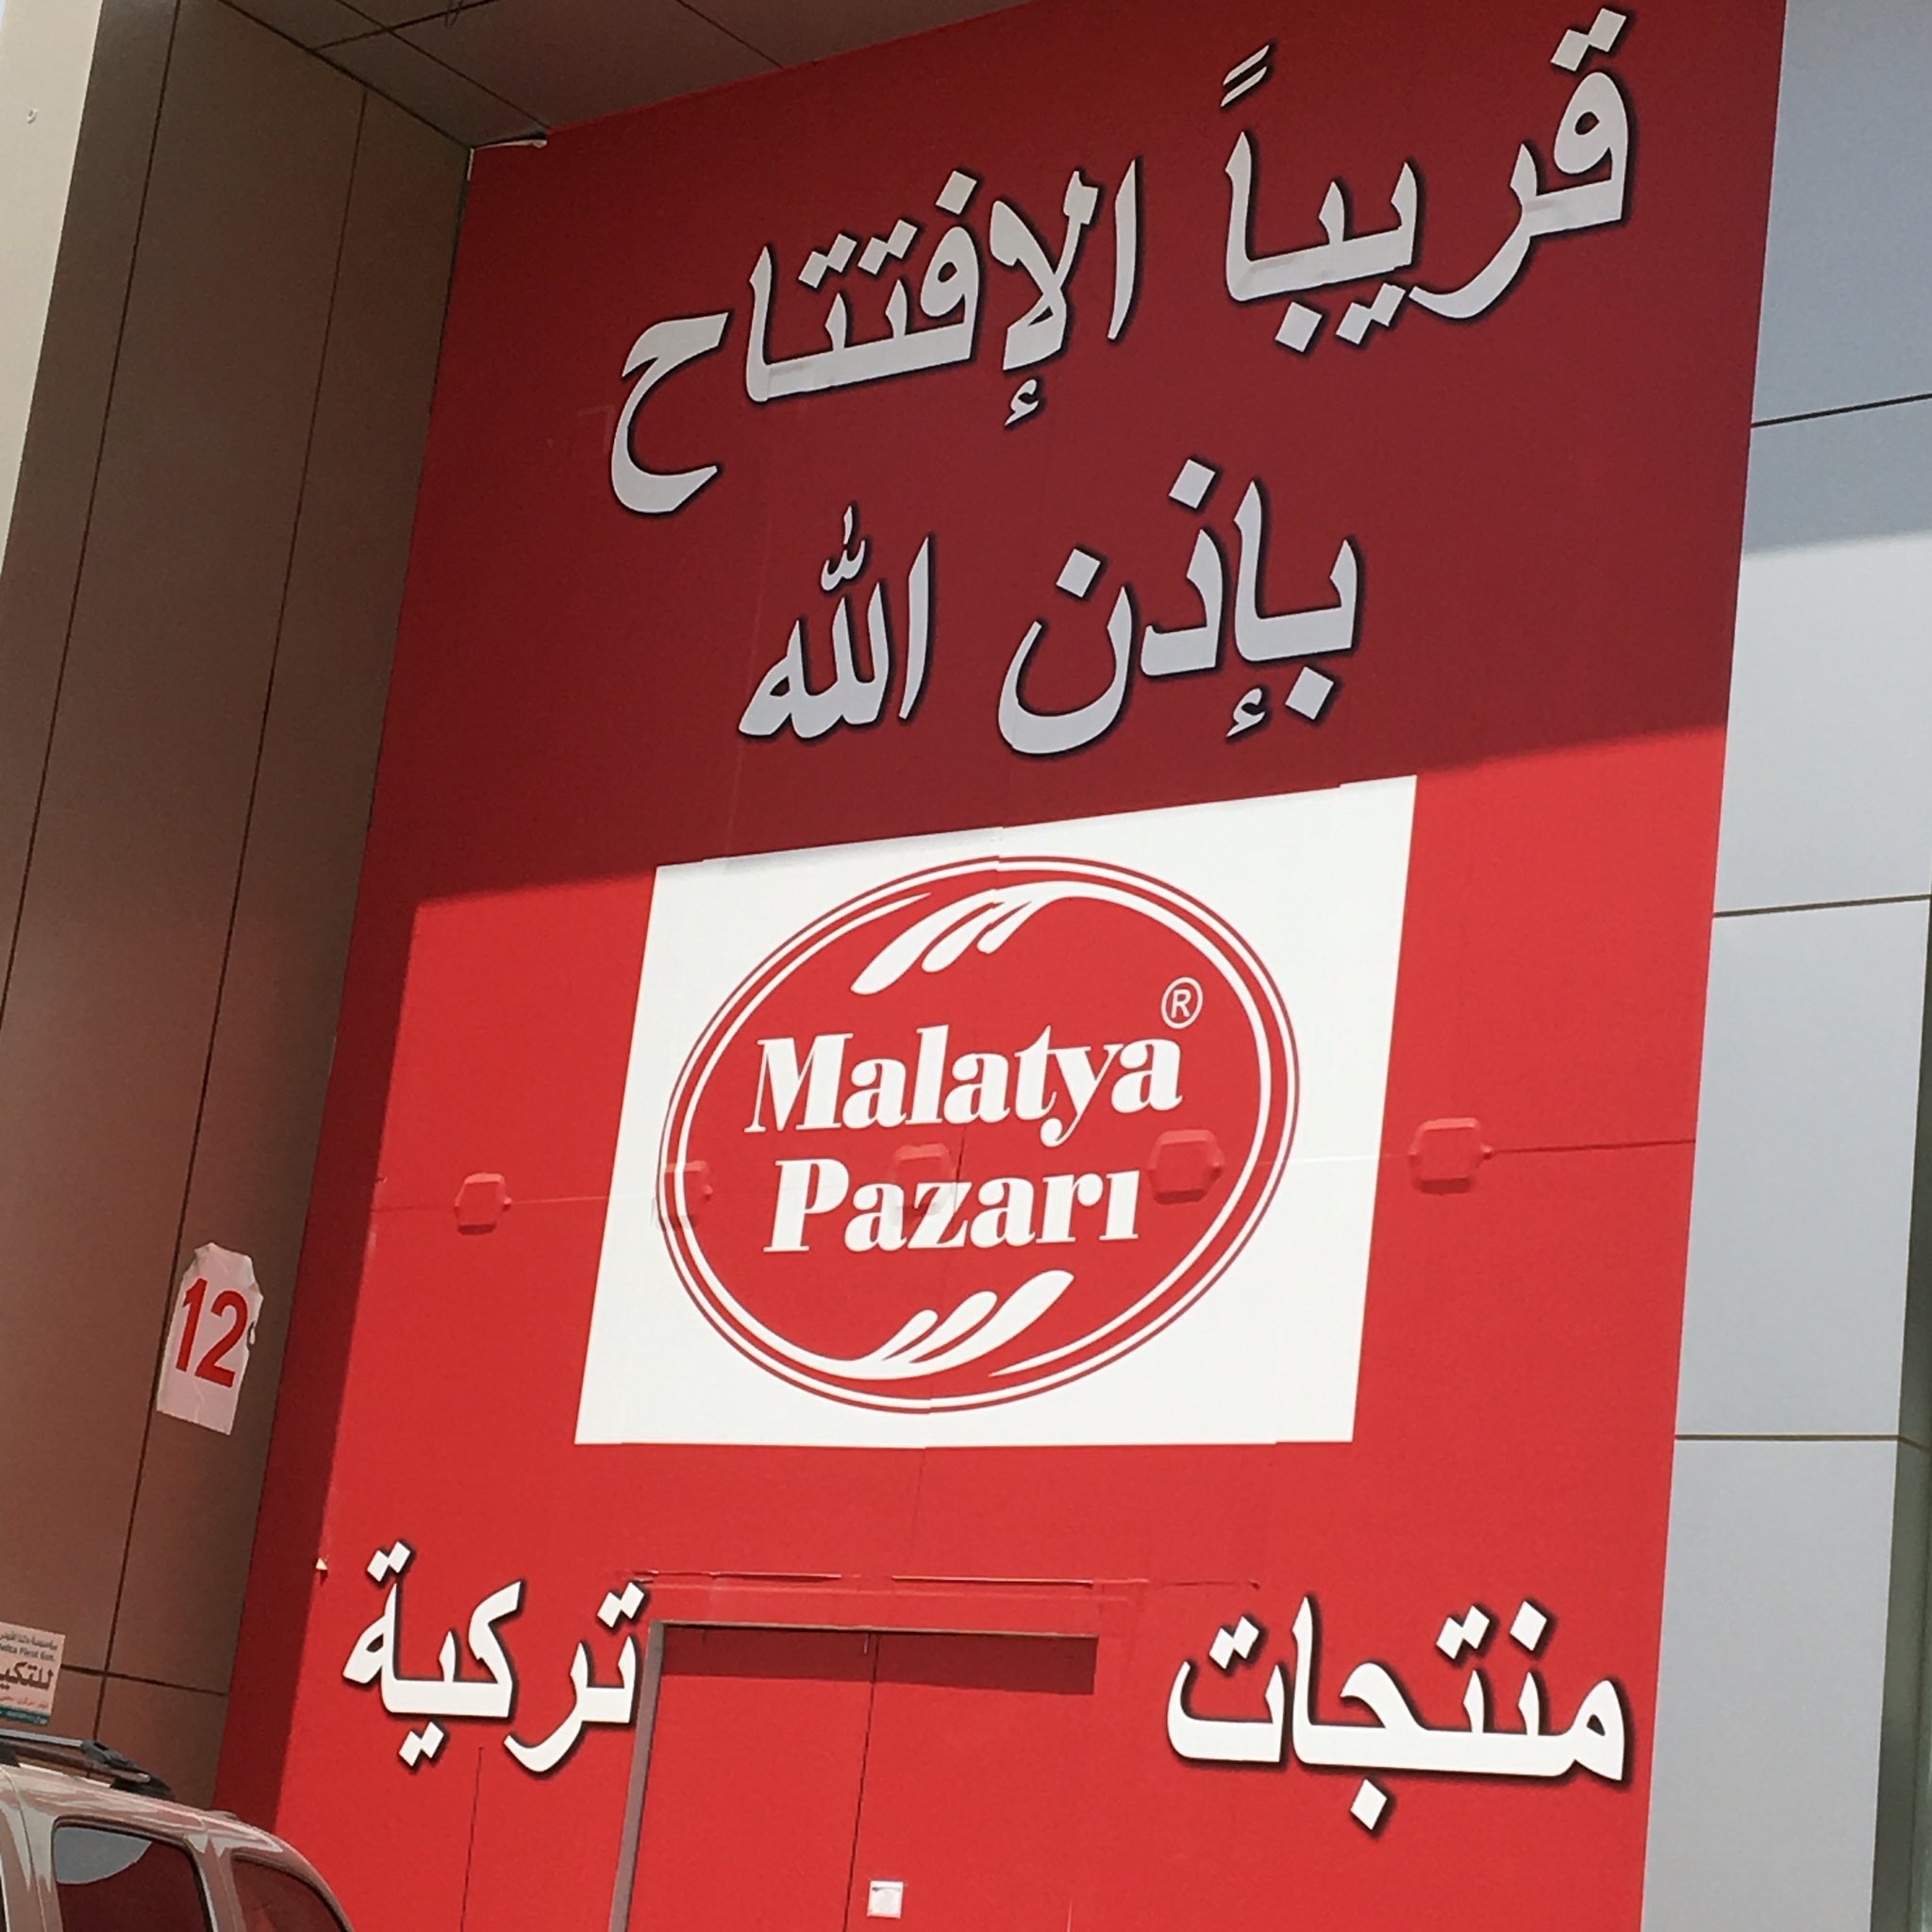 قريباً الإفتتاح
بإذن الله
Malatya®
Pazarı
منتجات تركية
12